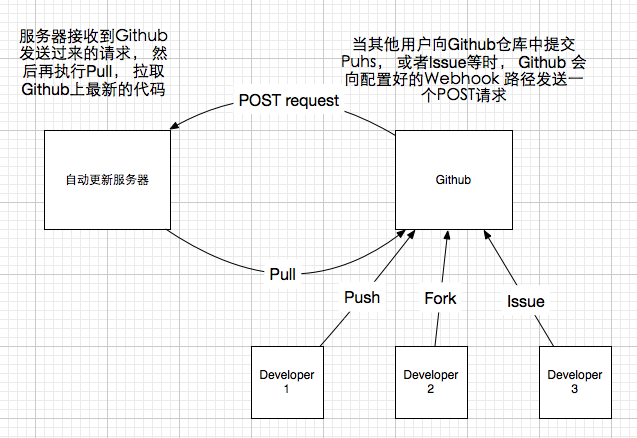 服务器接收到Github
发送过来的请求， 然
后再执行Pull， 拉取
Github上最新的代码
当其他用户向Github仓库中提交
Puhs， 或者Issue等时， Github 会
向配置好的Webhook 路径发送一
个POST请求
POST request
自动更新服务器
Github
Pull
Push
Fork
Issue
Developer
1
Developer
2
Developer
3